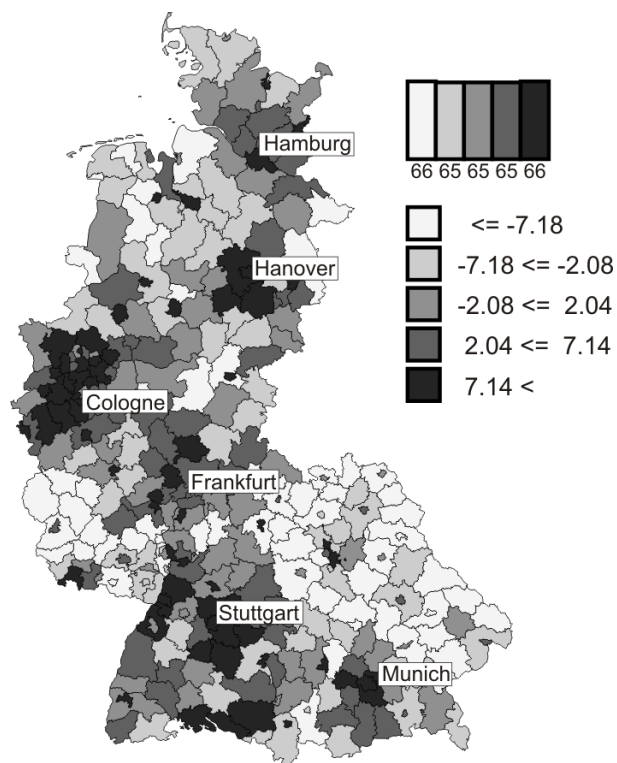 Hamburg
66 65 65 65 66
<= -7.18
Hanover
-7.18 <= -2.08
-2.08 <= 2.04
2.04 <= 7.14
7.14 <
Cologne
Frankfurt
Stuttgart
Munich